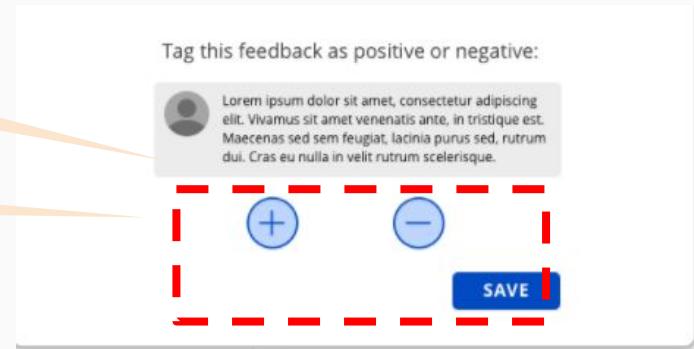 Tag this feedback as positive or negative:
Lorem ipsum dolor sit amet, consectetur adipiscing
elit. Vivamus sit amet venenatis ante, in tristique est.
Maecenas sed sem feugiat, lacinia purus sed, rutrum
dui. Cras eu nulla in velit rutrum scelerisque.
+ −
SAVE